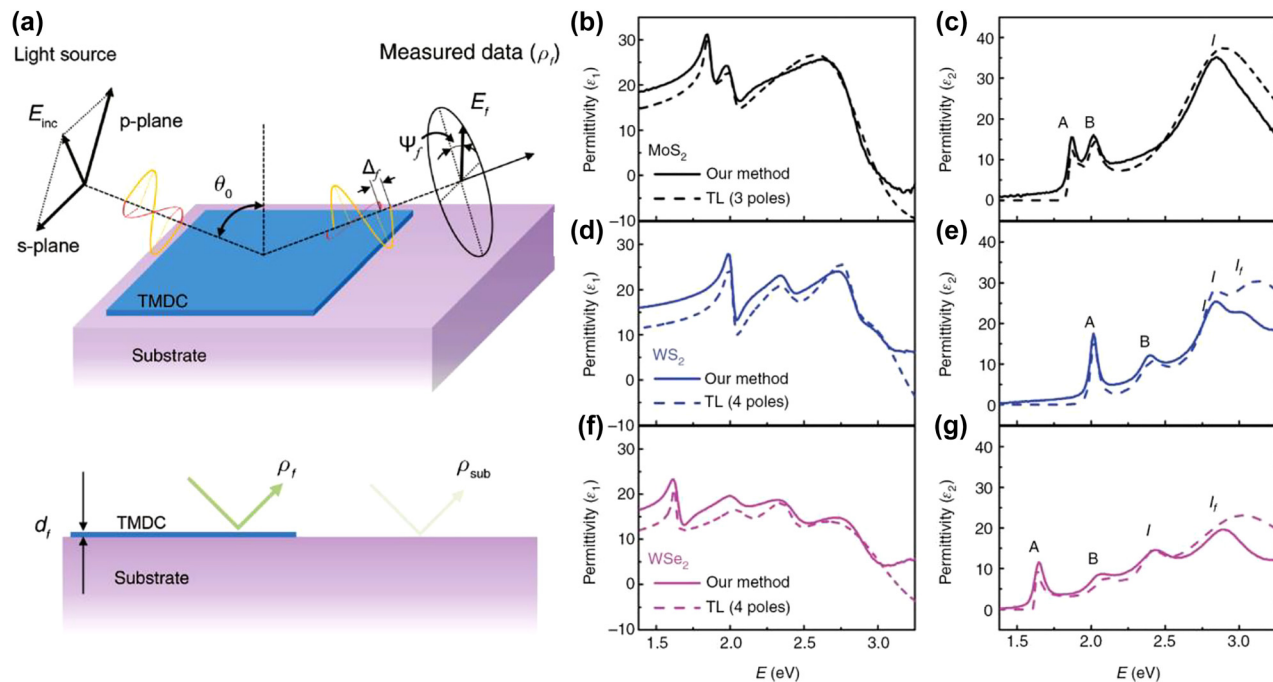 (a)
Light source
Measured data (ρf)
Einc
p-plane
Ef
Ψf
Δf
θ0
s-plane
TMDC
Substrate
ρf
ρsub
df
TMDC
Substrate
(b)
Permittivity (ε1)
30
20
10
0
−10
MoS2
Our method
TL (3 poles)
(c)
Permittivity (ε2)
40
30
20
10
0
A
B
I
(d)
Permittivity (ε1)
30
20
10
0
−10
WS2
Our method
TL (4 poles)
(e)
Permittivity (ε2)
40
30
20
10
0
A
B
I
If
(f)
Permittivity (ε1)
30
20
10
0
−10
WSe2
Our method
TL (4 poles)
1.5 2.0 2.5 3.0
E (eV)
(g)
Permittivity (ε2)
40
30
20
10
0
A
B
I
If
1.5 2.0 2.5 3.0
E (eV)